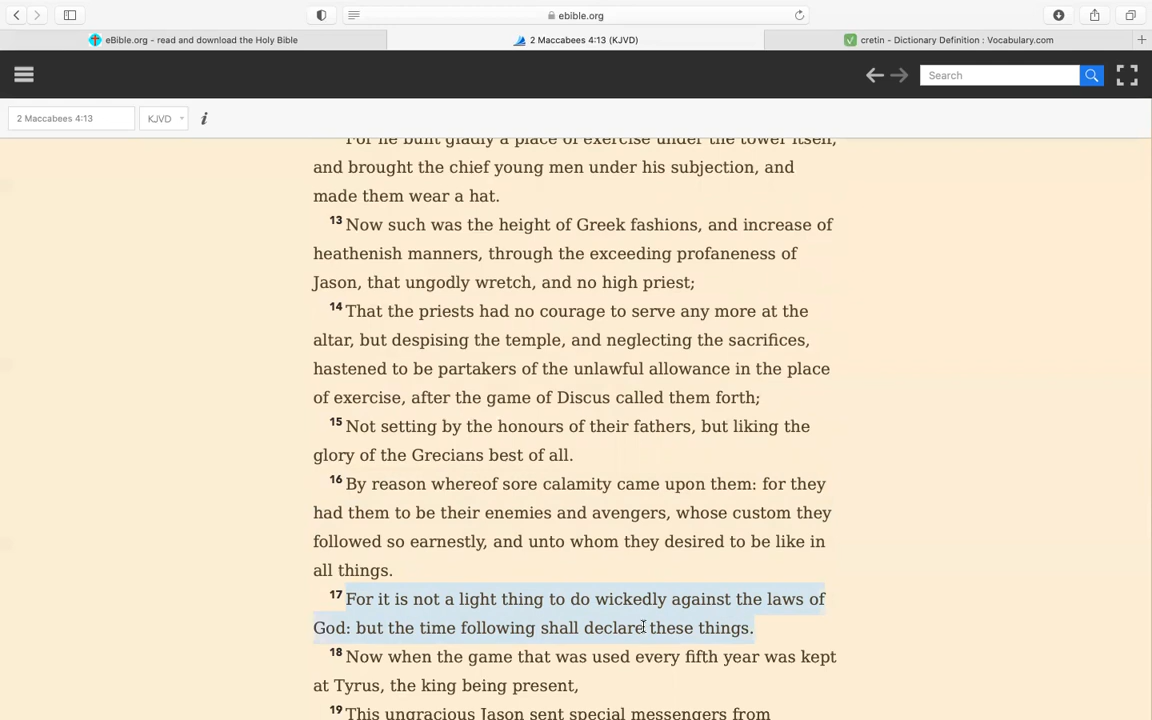 ebible.org
eBible.org - read and download the Holy Bible
2 Maccabees 4:13 (KJVD)
cretin - Dictionary Definition : Vocabulary.com
Search
2 Maccabees 4:13
KJVD
i
For he built gladly a place of exercise under the tower itself,
and brought the chief young men under his subjection, and
made them wear a hat.
13 Now such was the height of Greek fashions, and increase of
heathenish manners, through the exceeding profaneness of
Jason, that ungodly wretch, and no high priest;
14 That the priests had no courage to serve any more at the
altar, but despising the temple, and neglecting the sacrifices,
hastened to be partakers of the unlawful allowance in the place
of exercise, after the game of Discus called them forth;
15 Not setting by the honours of their fathers, but liking the
glory of the Grecians best of all.
16 By reason whereof sore calamity came upon them: for they
had them to be their enemies and avengers, whose custom they
followed so earnestly, and unto whom they desired to be like in
all things.
17 For it is not a light thing to do wickedly against the laws of
God: but the time following shall declare these things.
18 Now when the game that was used every fifth year was kept
at Tyrus, the king being present,
19 This ungracious Jason sent special messengers from